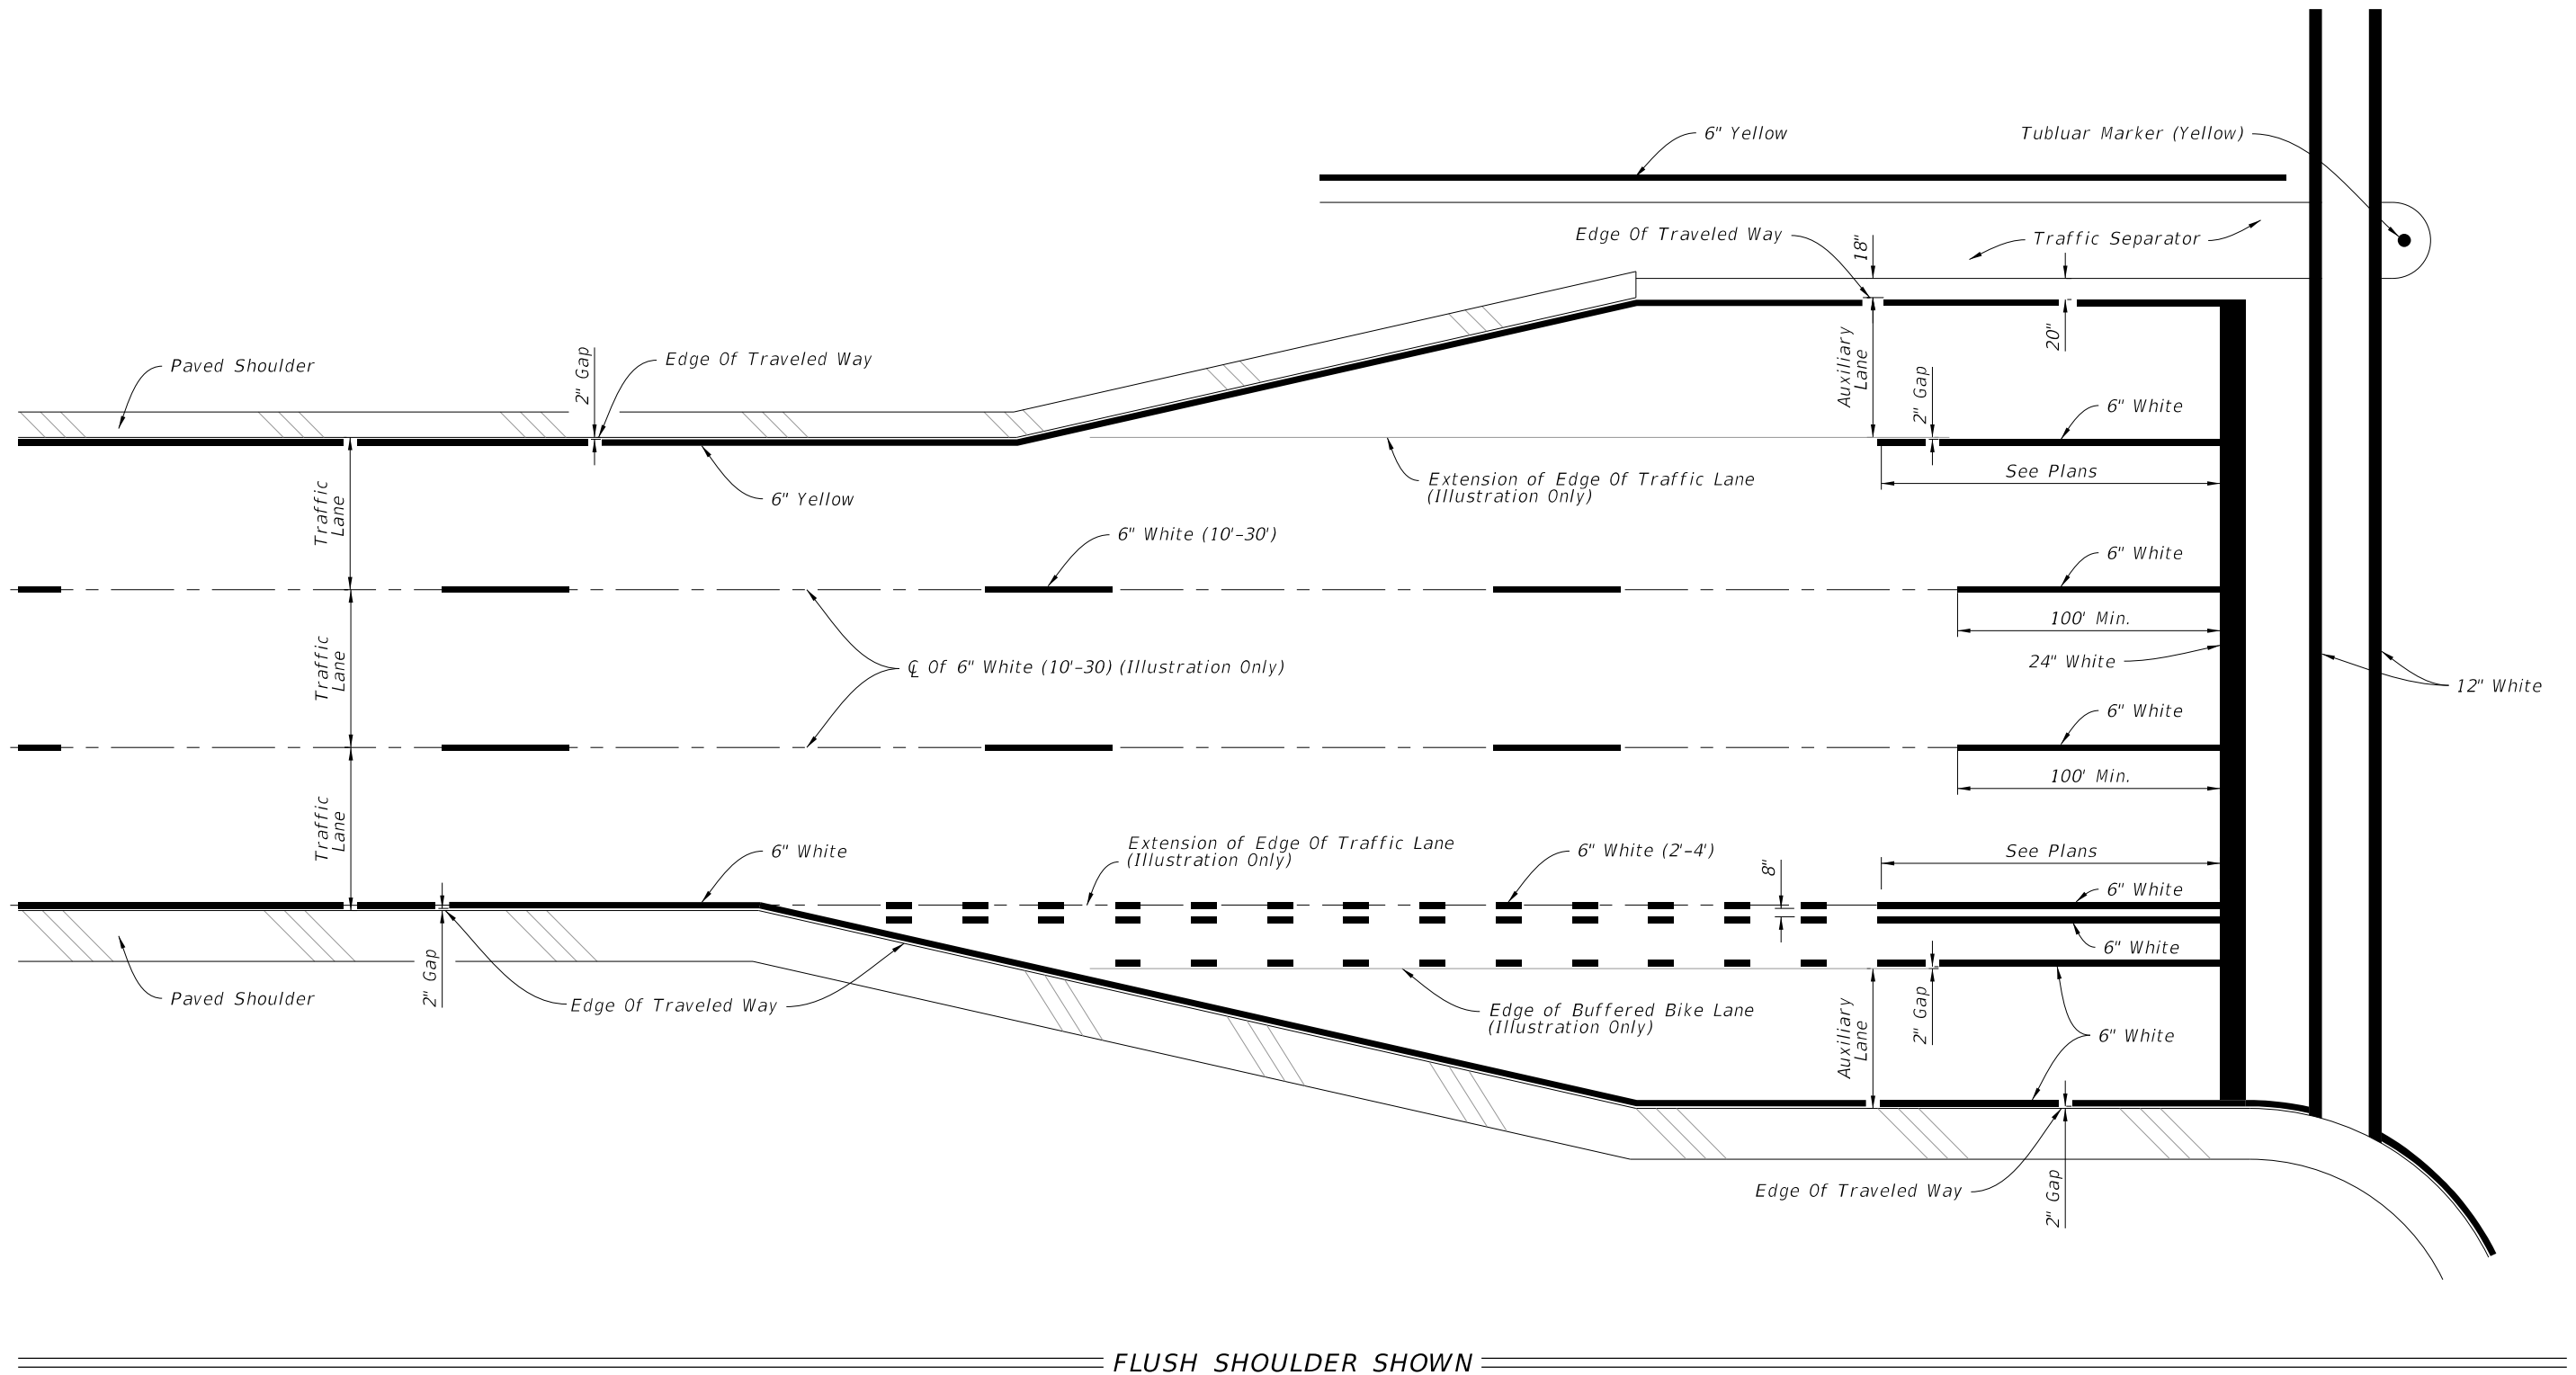 6" Yellow
Tubluar Marker (Yellow)
Edge Of Traveled Way
18"
Traffic Separator
20"
Paved Shoulder
2" Gap
Edge Of Traveled Way
Auxiliary
Lane
2" Gap
6" White
See Plans
Extension of Edge Of Traffic Lane
(Illustration Only)
6" Yellow
Traffic
Lane
6" White (10'-30')
6" White
100' Min.
Traffic
Lane
℄ Of 6" White (10'-30) (Illustration Only)
24" White
12" White
6" White
100' Min.
Traffic
Lane
6" White
Extension of Edge Of Traffic Lane
(Illustration Only)
6" White (2'-4')
8"
See Plans
6" White
6" White
Paved Shoulder
2" Gap
Edge Of Traveled Way
Edge of Buffered Bike Lane
(Illustration Only)
Auxiliary
Lane
2" Gap
6" White
Edge Of Traveled Way
2" Gap
FLUSH SHOULDER SHOWN